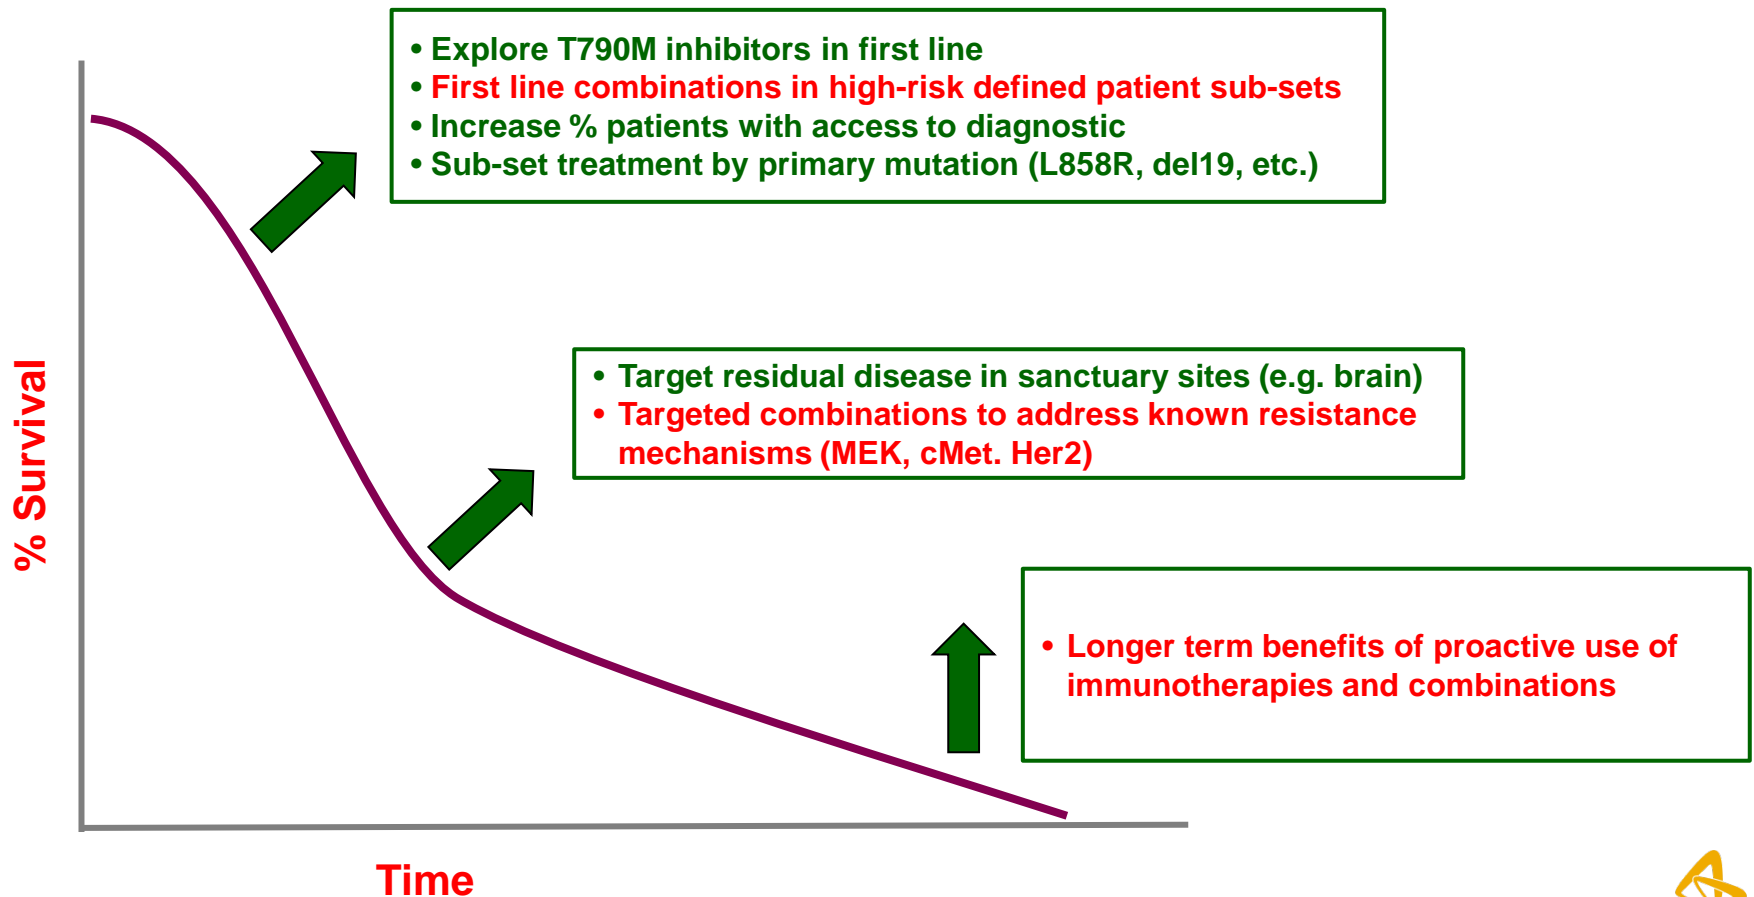 • Explore T790M inhibitors in first line
• First line combinations in high-risk defined patient sub-sets
• Increase % patients with access to diagnostic
• Sub-set treatment by primary mutation (L858R, del19, etc.)
• Target residual disease in sanctuary sites (e.g. brain)
• Targeted combinations to address known resistance
mechanisms (MEK, cMet. Her2)
% Survival
• Longer term benefits of proactive use of
immunotherapies and combinations
Time